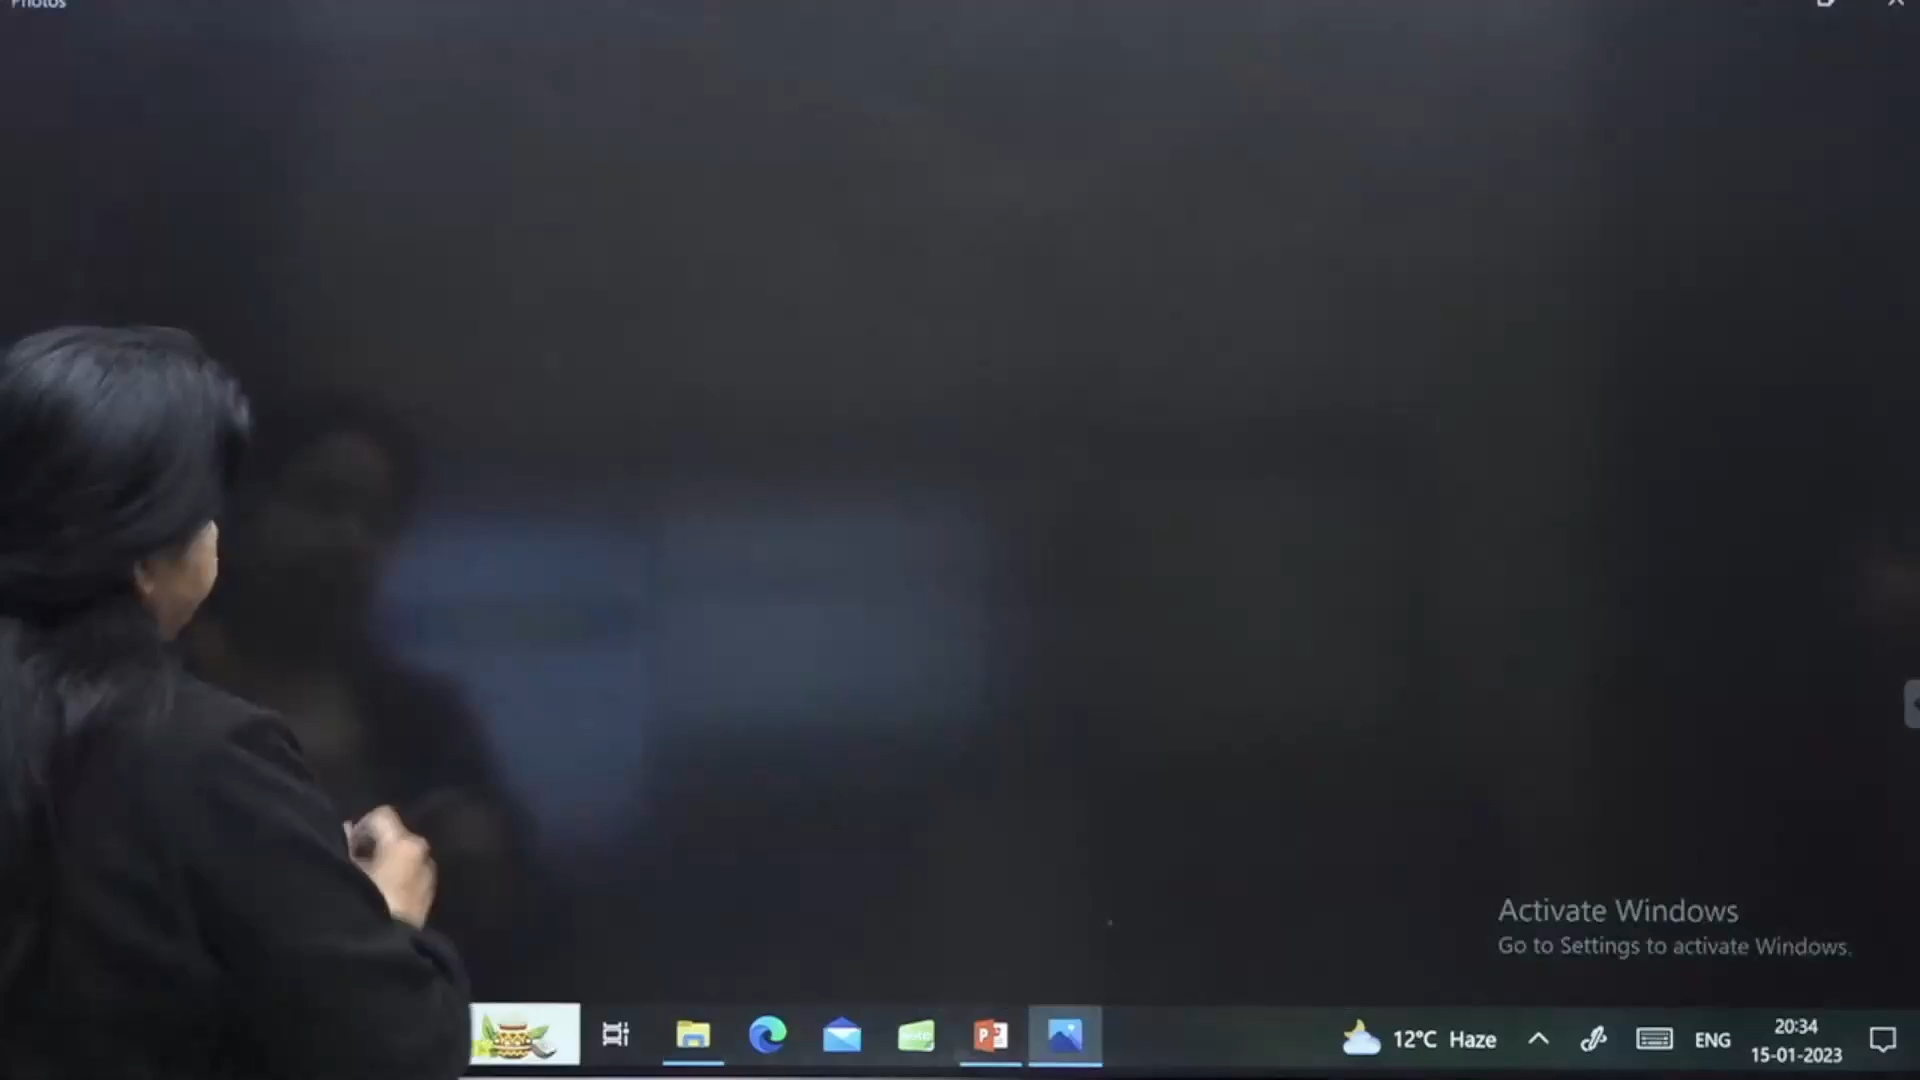 Photos
Activate Windows
Go to Settings to activate Windows.
12°C Haze
ENG
20:34
15-01-2023